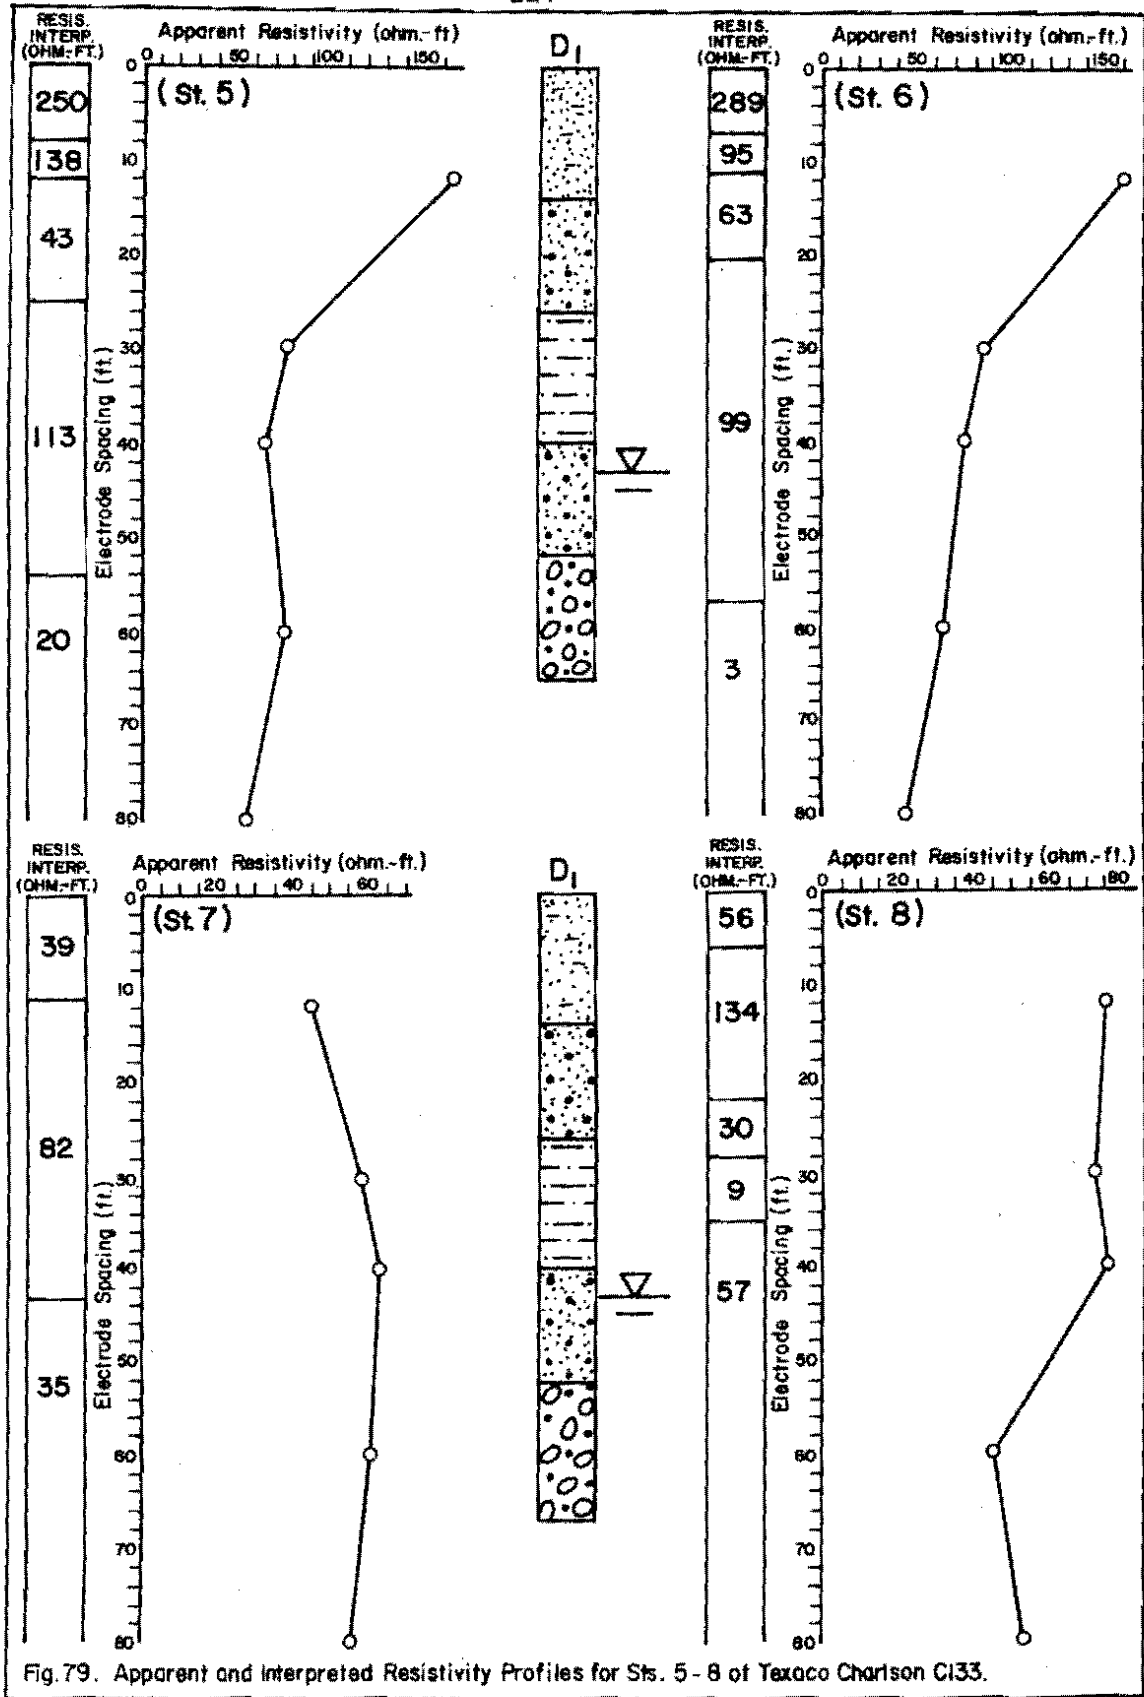 RESIS.
INTERP.
(OHM.-FT.)
Apparent Resistivity (ohm.-ft)
0 50 100 150
(St. 5)
250
138
43
113
20
0
10
20
30
40
50
60
70
80
Electrode Spacing (ft.)
D1
RESIS.
INTERP.
(OHM.-FT.)
Apparent Resistivity (ohm.-ft.)
0 50 100 150
(St. 6)
289
95
63
99
3
0
10
20
30
40
50
60
70
80
Electrode Spacing (ft.)
RESIS.
INTERP.
(OHM.-FT.)
Apparent Resistivity (ohm.-ft.)
0 20 40 60
(St. 7)
39
82
35
0
10
20
30
40
50
60
70
80
Electrode Spacing (ft.)
D1
RESIS.
INTERP.
(OHM.-FT.)
Apparent Resistivity (ohm.-ft.)
0 20 40 60 80
(St. 8)
56
134
30
9
57
0
10
20
30
40
50
60
70
80
Electrode Spacing (ft.)
Fig.79. Apparent and Interpreted Resistivity Profiles for Sts. 5-8 of Texaco Charlson C133.